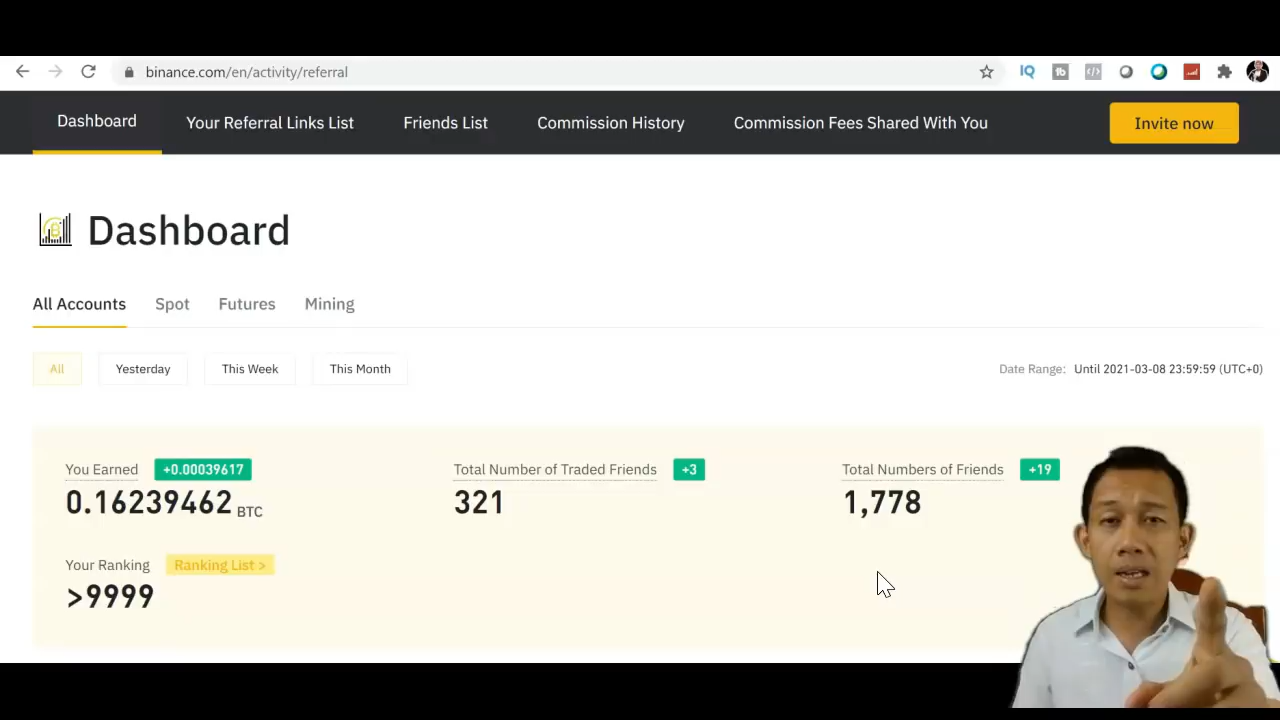 binance.com/en/activity/referral
IQ
tb
Dashboard Your Referral Links List Friends List Commission History Commission Fees Shared With You Invite now
Dashboard
All Accounts Spot Futures Mining
All Yesterday This Week This Month Date Range: Until 2021-03-08 23:59:59 (UTC+0)
You Earned +0.00039617 Total Number of Traded Friends +3 Total Numbers of Friends +19
0.16239462 BTC 321 1,778
Your Ranking Ranking List >
>9999